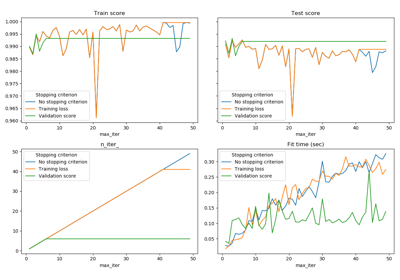 Train score
Test score
1.000
0.995
0.990
0.985
0.980
0.975
0.970
0.965
0.960
Stopping criterion
No stopping criterion
Training loss
Validation score
Stopping criterion
No stopping criterion
Training loss
Validation score
0 10 20 30 40 50
max_iter
0 10 20 30 40 50
max_iter
n_iter_
Fit time (sec)
50
40
30
20
10
0
Stopping criterion
No stopping criterion
Training loss
Validation score
0.30
0.25
0.20
0.15
0.10
0.05
Stopping criterion
No stopping criterion
Training loss
Validation score
0 10 20 30 40 50
max_iter
0 10 20 30 40 50
max_iter